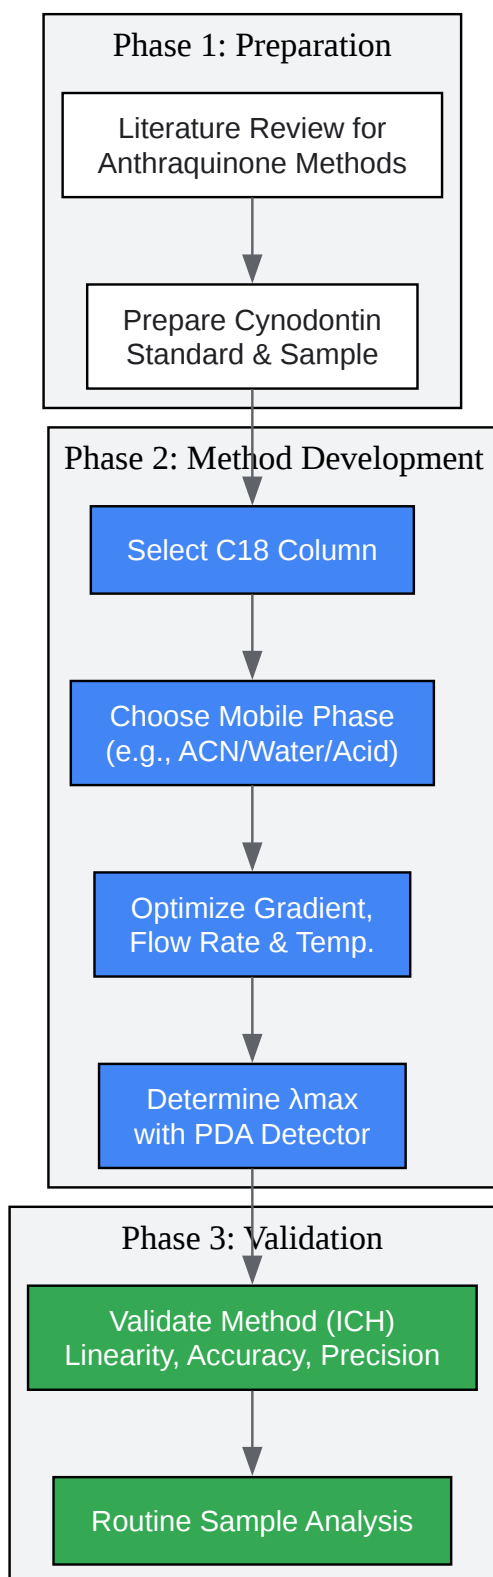 Phase 1: Preparation
Literature Review for
Anthraquinone Methods
Prepare Cynodontin
Standard & Sample
Phase 2: Method Development
Select C18 Column
Choose Mobile Phase
(e.g., ACN/Water/Acid)
Optimize Gradient,
Flow Rate & Temp.
Determine λmax
with PDA Detector
Phase 3: Validation
Validate Method (ICH)
Linearity, Accuracy, Precision
Routine Sample Analysis